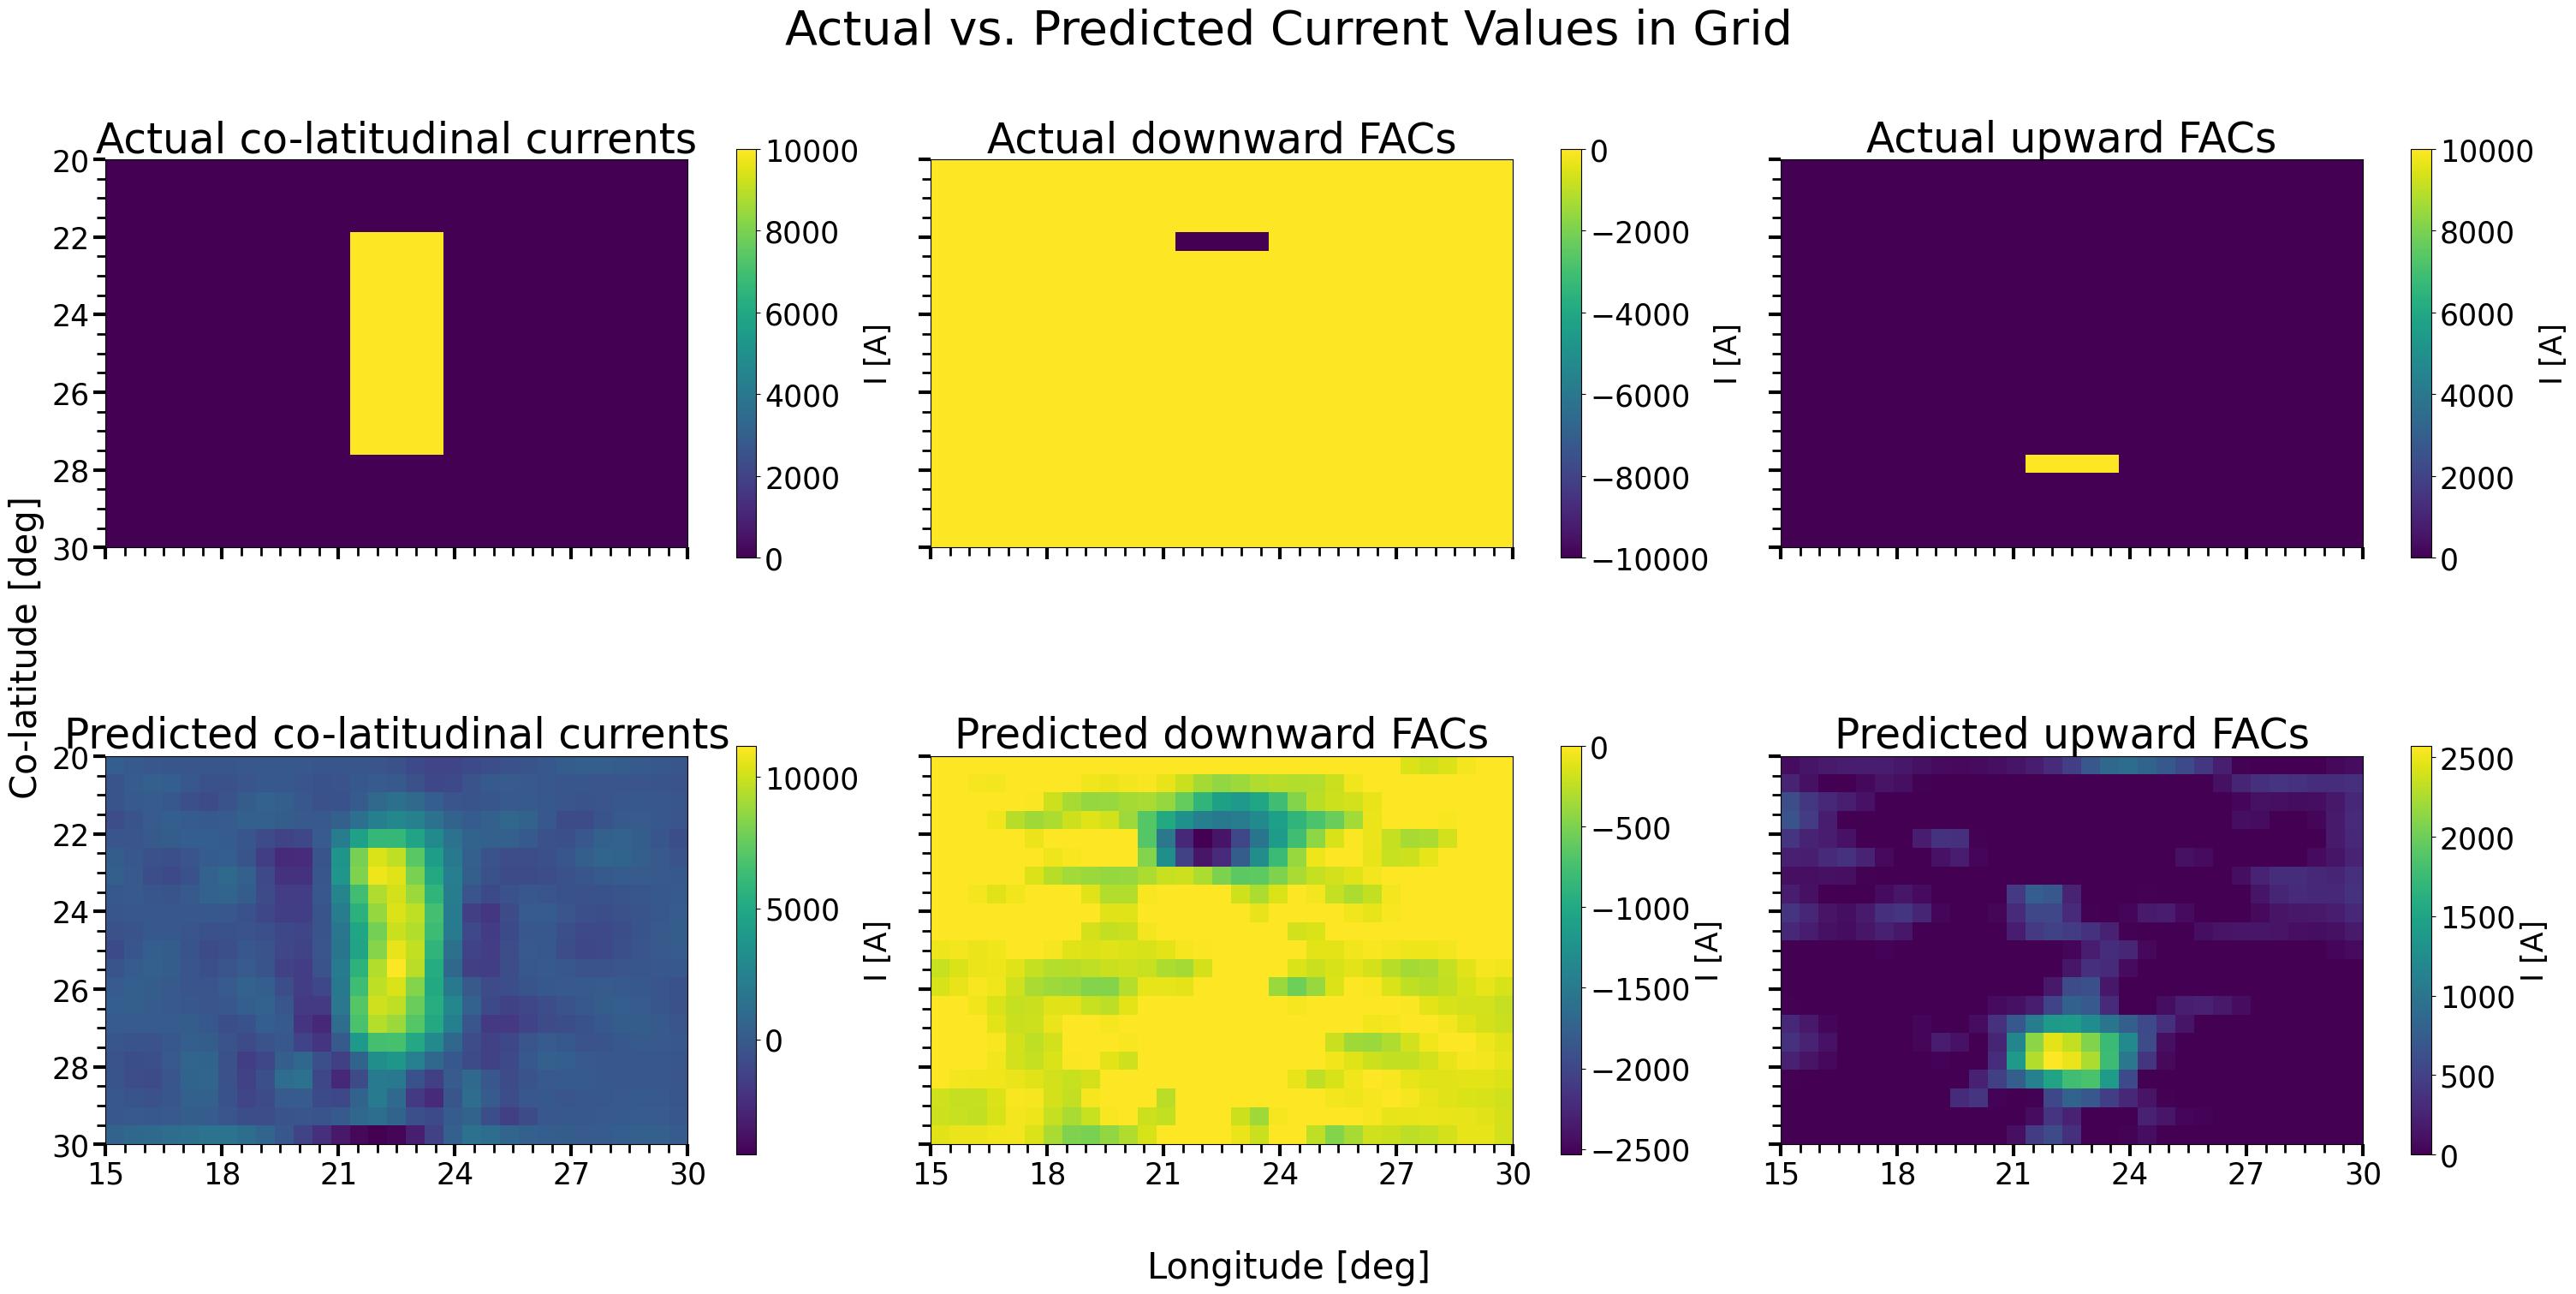 Actual vs. Predicted Current Values in Grid
Actual co-latitudinal currents
20
22
24
26
28
30
10000
8000
6000
4000
2000
0
I [A]
Actual downward FACs
0
−2000
−4000
−6000
−8000
−10000
I [A]
Actual upward FACs
10000
8000
6000
4000
2000
0
I [A]
Co-latitude [deg]
Predicted co-latitudinal currents
20
22
24
26
28
30
15 18 21 24 27 30
10000
5000
0
I [A]
Predicted downward FACs
15 18 21 24 27 30
0
−500
−1000
−1500
−2000
−2500
I [A]
Predicted upward FACs
15 18 21 24 27 30
2500
2000
1500
1000
500
0
I [A]
Longitude [deg]